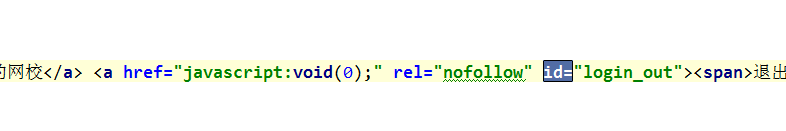 的网校</a> <a href="javascript:void(0);" rel="nofollow" id="login_out"><span>退出